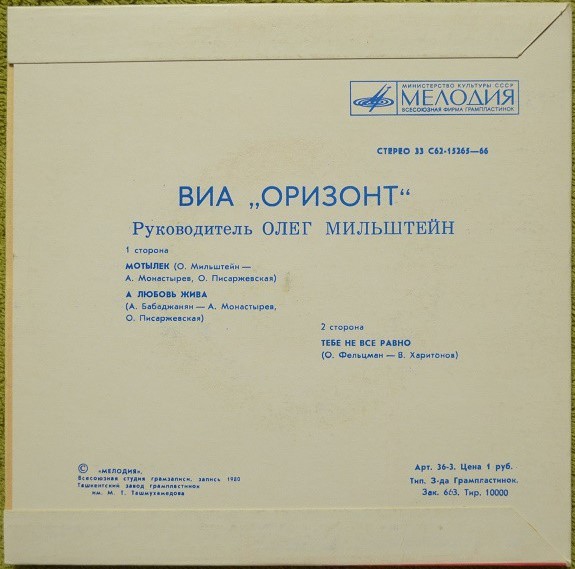 МИНИСТЕРСТВО КУЛЬТУРЫ СССР
МЕЛОДИЯ
ВСЕСОЮЗНАЯ ФИРМА ГРАМПЛАСТИНОК
СТЕРЕО 33 С62-15265—66
ВИА „ОРИЗОНТ“
Руководитель ОЛЕГ МИЛЬШТЕЙН
1 сторона
МОТЫЛЕК (О. Мильштейн —
А. Монастырев, О. Писаржевская)
А ЛЮБОВЬ ЖИВА
(А. Бабаджанян — А. Монастырев,
О. Писаржевская)
2 сторона
ТЕБЕ НЕ ВСЕ РАВНО
(О. Фельцман — В. Харитонов)
© «МЕЛОДИЯ».
Всесоюзная студия грамзаписи, запись 1980
Ташкентский завод грампластинок
им. М. Т. Ташмухамедова
Арт. 36-3. Цена 1 руб.
Тип. З-да Грампластинок.
Зак. 663. Тир. 10000